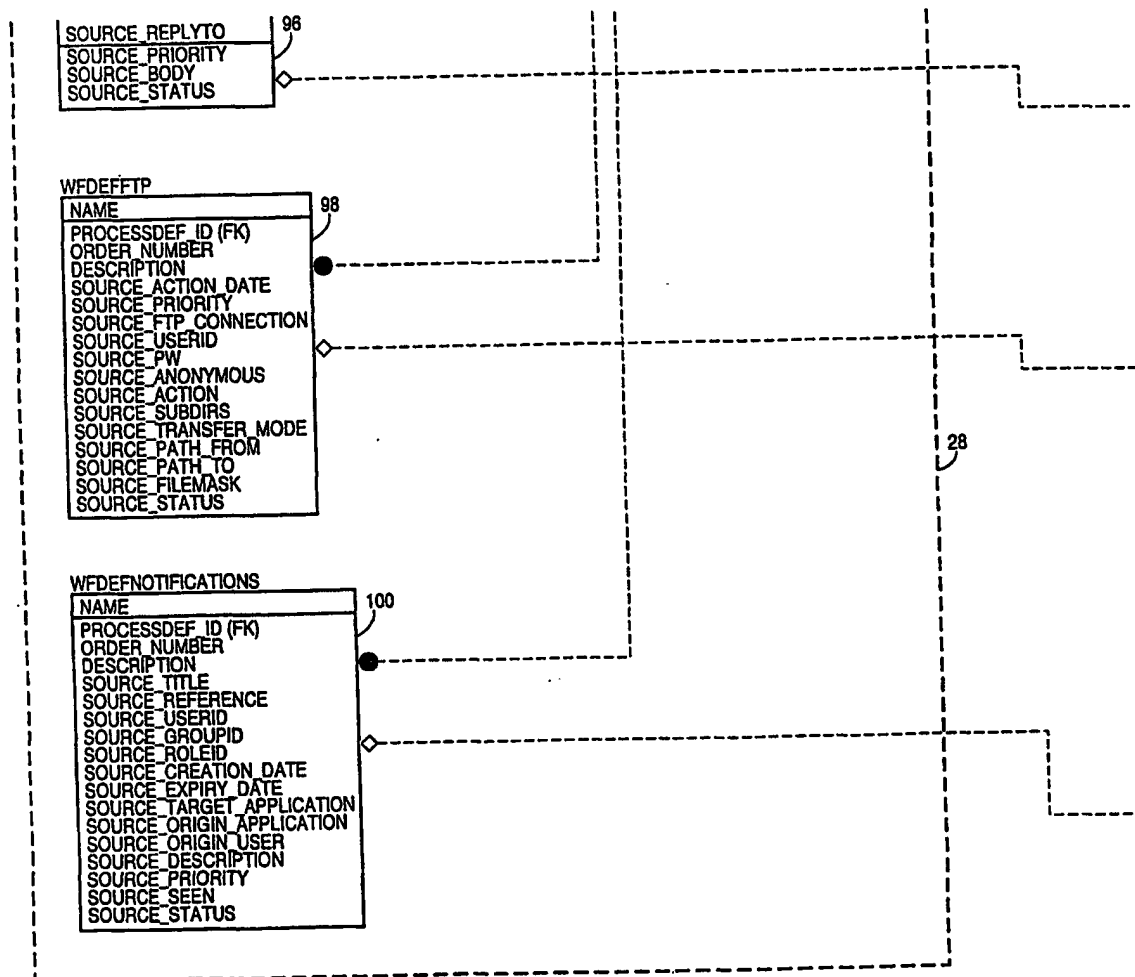 SOURCE_REPLYTO
96
SOURCE_PRIORITY
SOURCE_BODY
SOURCE_STATUS
WFDEFFTP
NAME
98
PROCESSDEF_ID (FK)
ORDER_NUMBER
DESCRIPTION
SOURCE_ACTION_DATE
SOURCE_PRIORITY
SOURCE_FTP_CONNECTION
SOURCE_USERID
SOURCE_PW
SOURCE_ANONYMOUS
SOURCE_ACTION
SOURCE_SUBDIRS
SOURCE_TRANSFER_MODE
SOURCE_PATH_FROM
SOURCE_PATH_TO
SOURCE_FILEMASK
SOURCE_STATUS
28
WFDEFNOTIFICATIONS
NAME
100
PROCESSDEF_ID (FK)
ORDER_NUMBER
DESCRIPTION
SOURCE_TITLE
SOURCE_REFERENCE
SOURCE_USERID
SOURCE_GROUPID
SOURCE_ROLEID
SOURCE_CREATION_DATE
SOURCE_EXPIRY_DATE
SOURCE_TARGET_APPLICATION
SOURCE_ORIGIN_APPLICATION
SOURCE_ORIGIN_USER
SOURCE_DESCRIPTION
SOURCE_PRIORITY
SOURCE_SEEN
SOURCE_STATUS